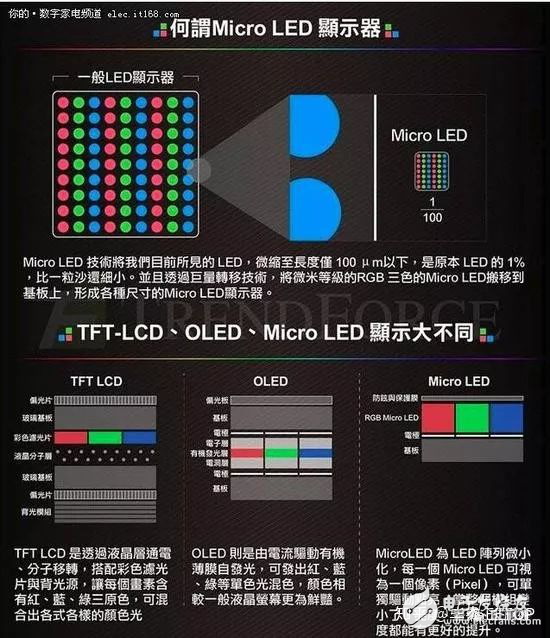 你的·数字家电频道 elec.it168.com
何謂Micro LED 顯示器
一般LED顯示器
Micro LED
1
100
Micro LED 技術將我們目前所見的 LED，微縮至長度僅 100 μm以下，是原本 LED 的 1%
，比一粒沙還細小。並且透過巨量轉移技術，將微米等級的RGB 三色的Micro LED搬移到
基板上，形成各種尺寸的Micro LED顯示器。
TRENDFORCE
TFT-LCD、OLED、Micro LED 顯示大不同
TFT LCD
偏光片
玻璃基板
彩色濾光片
液晶分子層
玻璃基板
偏光片
背光模組
TFT LCD 是透過液晶層通電
、分子移轉，搭配彩色濾光
片與背光源，讓每個畫素含
有紅、藍、綠三原色，可混
合出各式各樣的顏色光
OLED
偏光板
基板
電極
電子層
有機發光層
電洞層
電極
基板
OLED 則是由電流驅動有機
薄膜自發光，可發出紅、藍
、綠等單色光混色，顏色相
較一般液晶螢幕更為鮮豔。
Micro LED
防眩與保護膜
RGB Micro LED
電極
基板
MicroLED 為 LED 陣列微小
化，每一個 Micro LED 可視
為一個像素 (Pixel)，可單
獨驅動
小
度都能有更好的提升。
电子发烧友
www.elecfans.com